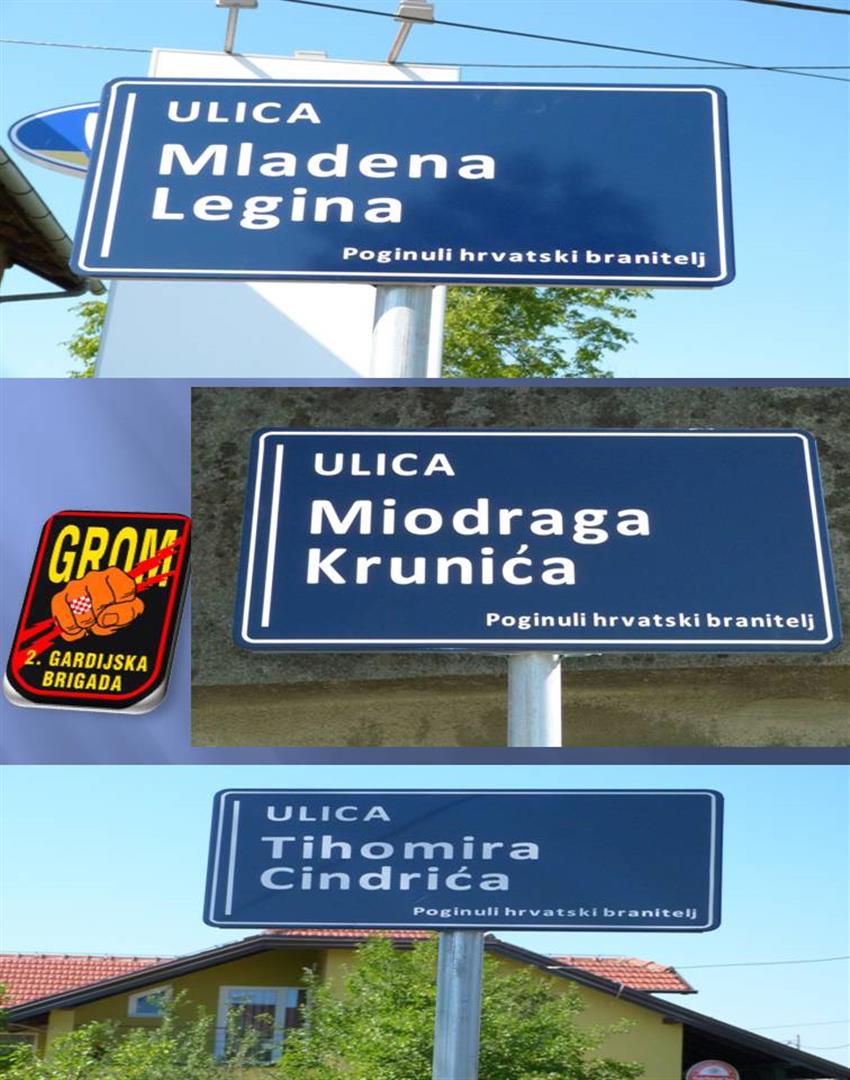 ULICA
Mladena
Legina
Poginuli hrvatski branitelj
ULICA
Miodraga
Krunića
Poginuli hrvatski branitelj
GROM
2. GARDIJSKA
BRIGADA
ULICA
Tihomira
Cindrića
Poginuli hrvatski branitelj